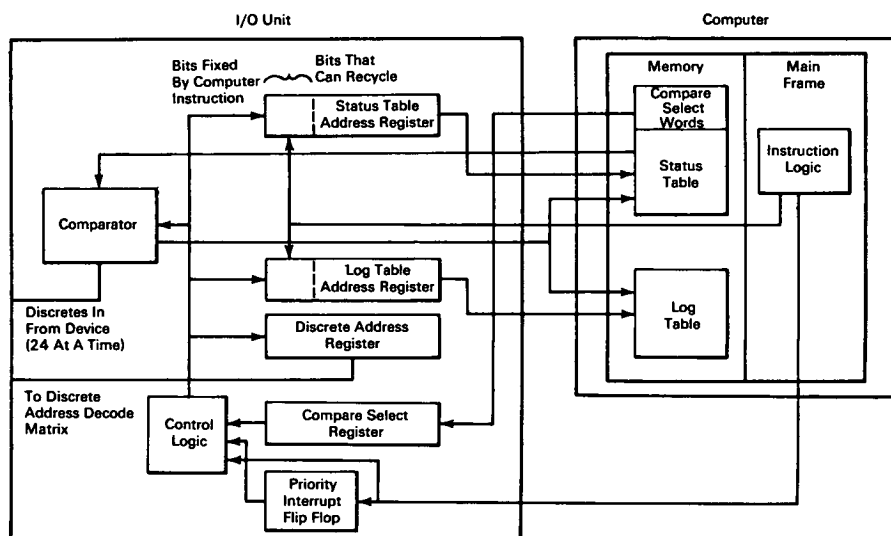 I/O Unit
Computer
Bits Fixed
By Computer
Instruction
Bits That
Can Recycle
Status Table
Address Register
Memory
Main
Frame
Compare
Select
Words
Status
Table
Instruction
Logic
Comparator
Log Table
Address Register
Log
Table
Discretes In
From Device
(24 At A Time)
Discrete Address
Register
To Discrete
Address Decode
Matrix
Control
Logic
Compare Select
Register
Priority
Interrupt
Flip Flop